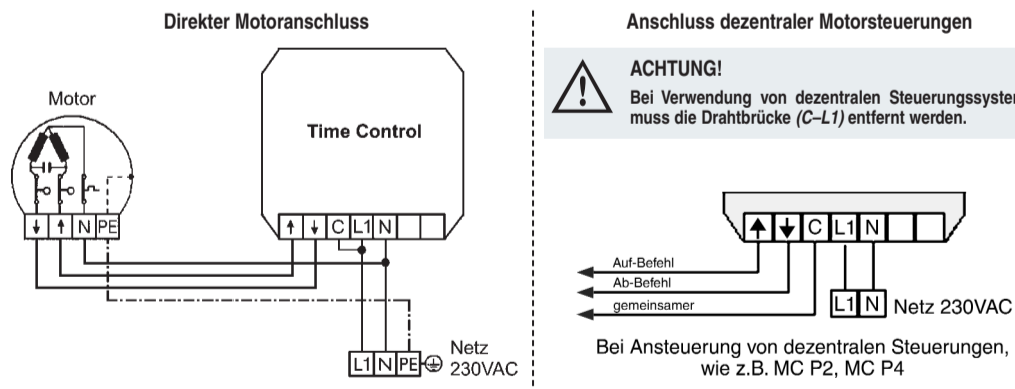 Direkter Motoranschluss
Motor
Time Control
N PE
C L1 N
L1 N PE
Netz
230VAC
Anschluss dezentraler Motorsteuerungen
ACHTUNG!
Bei Verwendung von dezentralen Steuerungssystem
muss die Drahtbrücke (C–L1) entfernt werden.
C L1 N
Auf-Befehl
Ab-Befehl
gemeinsamer
L1 N Netz 230VAC
Bei Ansteuerung von dezentralen Steuerungen,
wie z.B. MC P2, MC P4